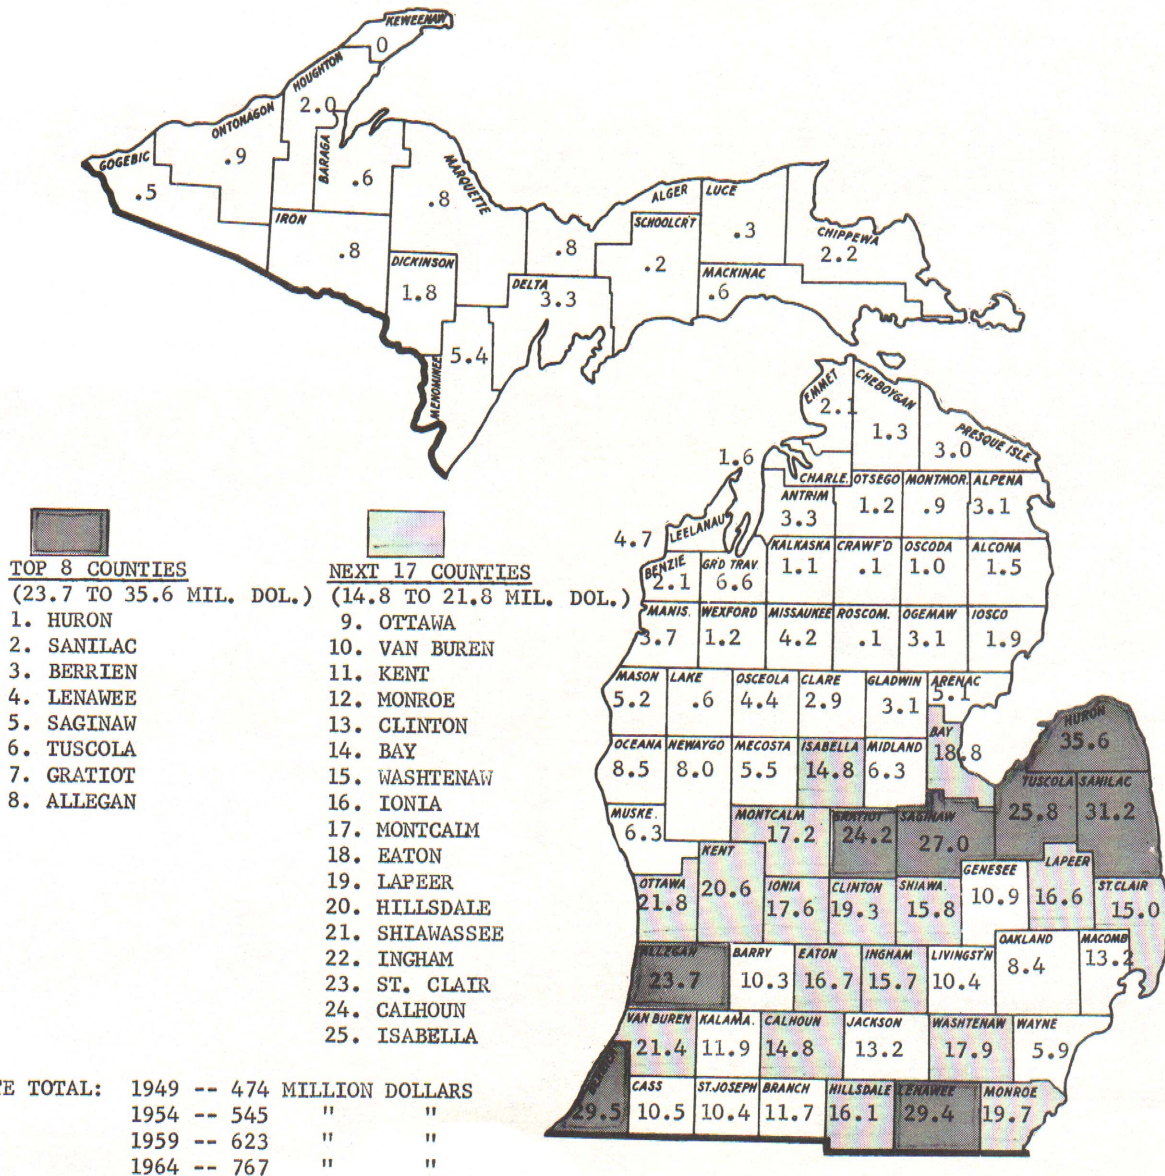 KEWEENAW
0
HOUGHTON
2.0
ONTONAGON
.9
GOGEBIC
.5
BARAGA
.6
MARQUETTE
.8
IRON
.8
DICKINSON
1.8
MENOMINEE
5.4
DELTA
3.3
ALGER
.8
SCHOOLCR'T
.2
LUCE
.3
CHIPPEWA
2.2
MACKINAC
.6
EMMET
2.1
CHEBOYGAN
1.3
PRESQUE ISLE
3.0
1.6
CHARLE.
OTSEGO
1.2
MONTMOR.
.9
ALPENA
3.1
ANTRIM
3.3
4.7
LEELANAU
BENZIE
2.1
GR'D TRAV.
6.6
KALKASKA
1.1
CRAWF'D
.1
OSCODA
1.0
ALCONA
1.5
MANIS.
3.7
WEXFORD
1.2
MISSAUKEE
4.2
ROSCOM.
.1
OGEMAW
3.1
IOSCO
1.9
MASON
5.2
LAKE
.6
OSCEOLA
4.4
CLARE
2.9
GLADWIN
3.1
ARENAC
5.1
OCEANA
8.5
NEWAYGO
8.0
MECOSTA
5.5
ISABELLA
14.8
MIDLAND
6.3
BAY
18.8
HURON
35.6
MUSKE.
6.3
MONTCALM
17.2
GRATIOT
24.2
SAGINAW
27.0
TUSCOLA
25.8
SANILAC
31.2
KENT
20.6
OTTAWA
21.8
IONIA
17.6
CLINTON
19.3
SHIAWA.
15.8
GENESEE
10.9
LAPEER
16.6
ST.CLAIR
15.0
ALLEGAN
23.7
BARRY
10.3
EATON
16.7
INGHAM
15.7
LIVINGST'N
10.4
OAKLAND
8.4
MACOMB
13.2
VAN BUREN
21.4
KALAMA.
11.9
CALHOUN
14.8
JACKSON
13.2
WASHTENAW
17.9
WAYNE
5.9
BERRIEN
29.5
CASS
10.5
ST.JOSEPH
10.4
BRANCH
11.7
HILLSDALE
16.1
LENAWEE
29.4
MONROE
19.7
TOP 8 COUNTIES
(23.7 TO 35.6 MIL. DOL.)
1. HURON
2. SANILAC
3. BERRIEN
4. LENAWEE
5. SAGINAW
6. TUSCOLA
7. GRATIOT
8. ALLEGAN
NEXT 17 COUNTIES
(14.8 TO 21.8 MIL. DOL.)
9. OTTAWA
10. VAN BUREN
11. KENT
12. MONROE
13. CLINTON
14. BAY
15. WASHTENAW
16. IONIA
17. MONTCALM
18. EATON
19. LAPEER
20. HILLSDALE
21. SHIAWASSEE
22. INGHAM
23. ST. CLAIR
24. CALHOUN
25. ISABELLA
TE TOTAL: 1949 -- 474 MILLION DOLLARS
1954 -- 545 " "
1959 -- 623 " "
1964 -- 767 " "